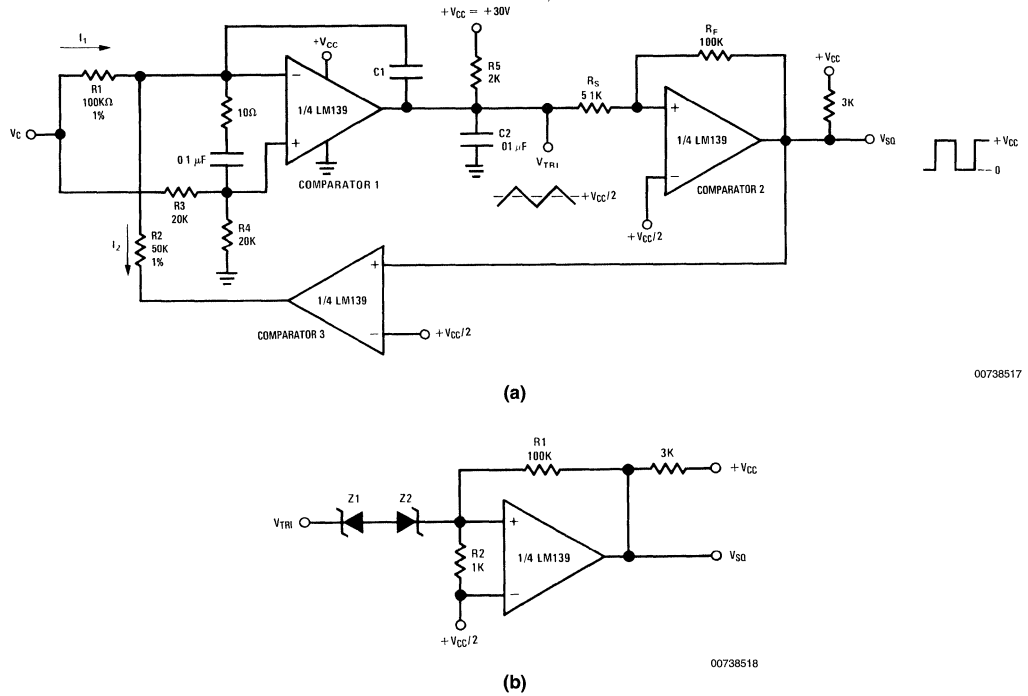 +VCC = +30V
RF
100K
I1
+VCC
+VCC
R1
100KΩ
1%
C1
R5
2K
RS
5 1K
3K
10Ω
1/4 LM139
1/4 LM139
VC
VSQ
+VCC
0
0 1 µF
C2
01 µF
VTRI
COMPARATOR 1
COMPARATOR 2
+VCC/2
R3
20K
R4
20K
+VCC/2
I2
R2
50K
1%
1/4 LM139
COMPARATOR 3
+VCC/2
00738517
(a)
R1
100K
3K
+VCC
Z1
Z2
VTRI
R2
1K
1/4 LM139
VSQ
+VCC/2
00738518
(b)